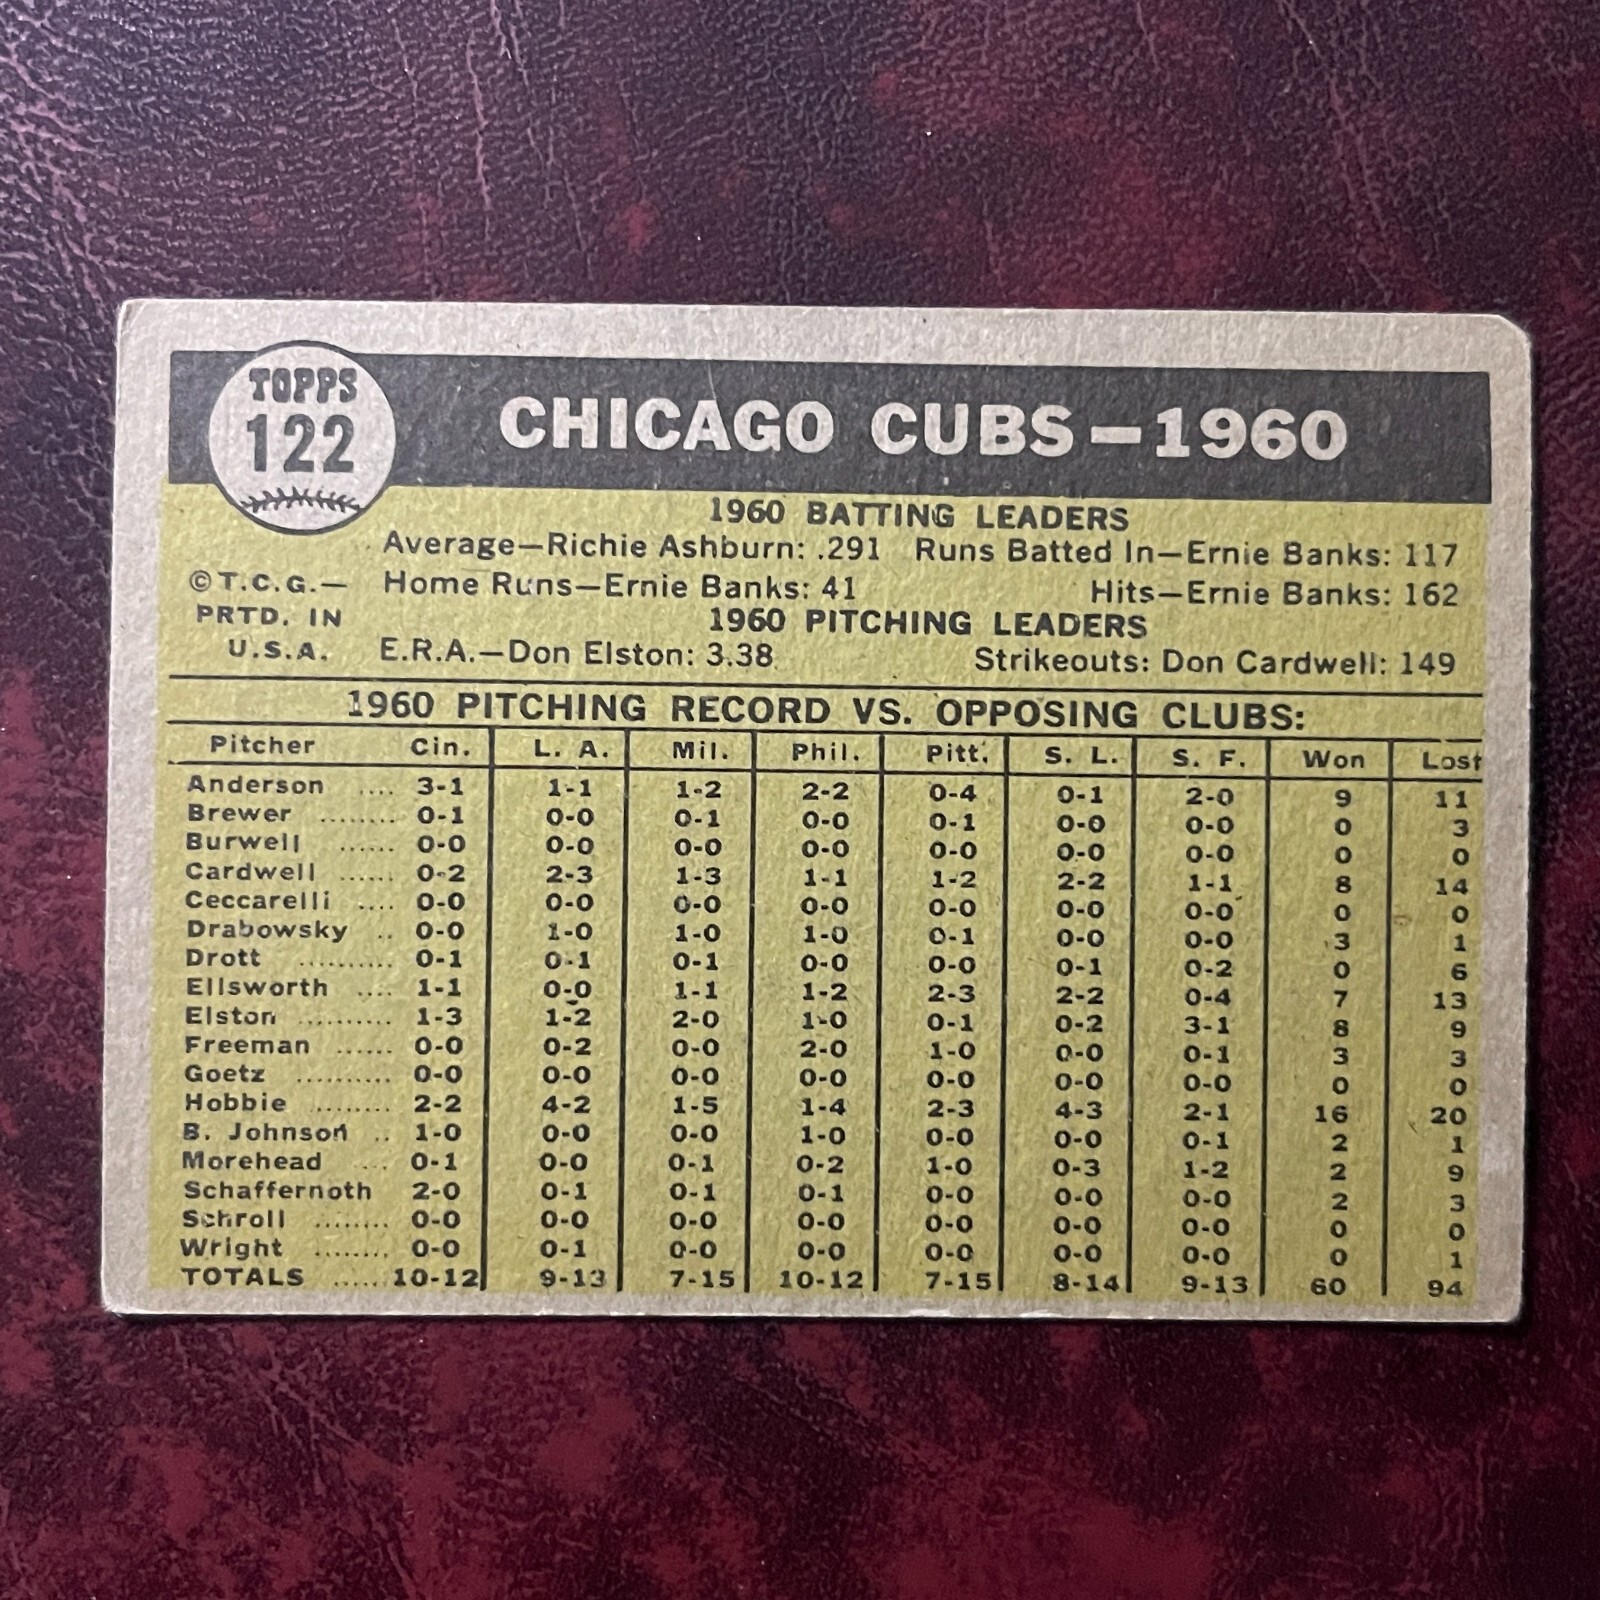 TOPPS
122
CHICAGO CUBS—1960
1960 BATTING LEADERS
Average—Richie Ashburn: .291 Runs Batted In—Ernie Banks: 117
©T.C.G.— Home Runs—Ernie Banks: 41 Hits—Ernie Banks: 162
PRTD. IN 1960 PITCHING LEADERS
U.S.A. E.R.A.—Don Elston: 3.38 Strikeouts: Don Cardwell: 149
1960 PITCHING RECORD VS. OPPOSING CLUBS:
Pitcher Cin. L. A. Mil. Phil. Pitt. S. L. S. F. Won Lost
Anderson .... 3-1 1-1 1-2 2-2 0-4 0-1 2-0 9 11
Brewer ........ 0-1 0-0 0-1 0-0 0-1 0-0 0-0 0 3
Burwell ...... 0-0 0-0 0-0 0-0 0-0 0-0 0-0 0 0
Cardwell ...... 0-2 2-3 1-3 1-1 1-2 2-2 1-1 8 14
Ceccarelli .... 0-0 0-0 0-0 0-0 0-0 0-0 0-0 0 0
Drabowsky .. 0-0 1-0 1-0 1-0 0-1 0-0 0-0 3 1
Drott .......... 0-1 0-1 0-1 0-0 0-0 0-1 0-2 0 6
Ellsworth .... 1-1 0-0 1-1 1-2 2-3 2-2 0-4 7 13
Elston .......... 1-3 1-2 2-0 1-0 0-1 0-2 3-1 8 9
Freeman ...... 0-0 0-2 0-0 2-0 1-0 0-0 0-1 3 3
Goetz .......... 0-0 0-0 0-0 0-0 0-0 0-0 0-0 0 0
Hobbie ........ 2-2 4-2 1-5 1-4 2-3 4-3 2-1 16 20
B. Johnson .. 1-0 0-0 0-0 1-0 0-0 0-0 0-1 2 1
Morehead .... 0-1 0-0 0-1 0-2 1-0 0-3 1-2 2 9
Schaffernoth 2-0 0-1 0-1 0-1 0-0 0-0 0-0 2 3
Schroll ........ 0-0 0-0 0-0 0-0 0-0 0-0 0-0 0 0
Wright ........ 0-0 0-1 0-0 0-0 0-0 0-0 0-0 0 1
TOTALS ..... 10-12 9-13 7-15 10-12 7-15 8-14 9-13 60 94